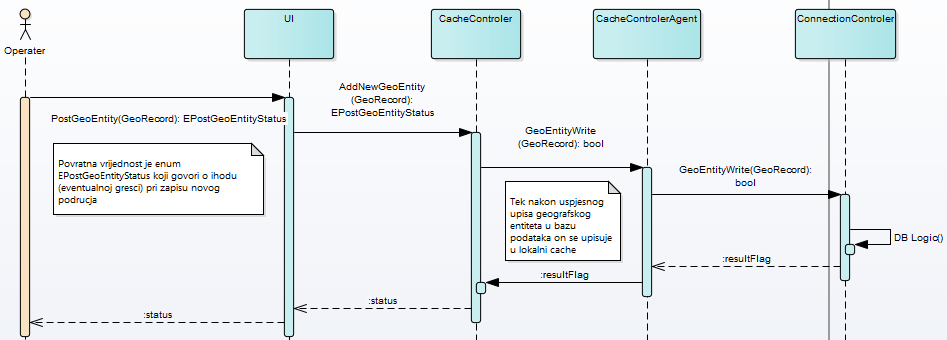 UI
CacheControler
CacheControlerAgent
ConnectionControler
Operater
AddNewGeoEntity
(GeoRecord):
EPostGeoEntityStatus
PostGeoEntity(GeoRecord): EPostGeoEntityStatus
GeoEntityWrite
(GeoRecord): bool
Povratna vrijednost je enum
EPostGeoEntityStatus koji govori o ihodu
(eventualnoj gresci) pri zapisu novog
podrucja
GeoEntityWrite(GeoRecord):
bool
Tek nakon uspjesnog
upisa geografskog
entiteta u bazu
podataka on se upisuje
u lokalni cache
DB Logic()
:resultFlag
:resultFlag
:status
:status